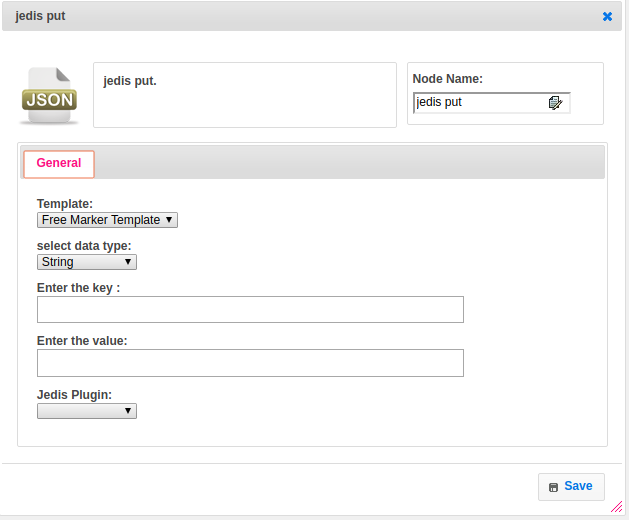 jedis put
JSON
jedis put.
Node Name:
jedis put
General
Template:
Free Marker Template
select data type:
String
Enter the key :
Enter the value:
Jedis Plugin:
Save